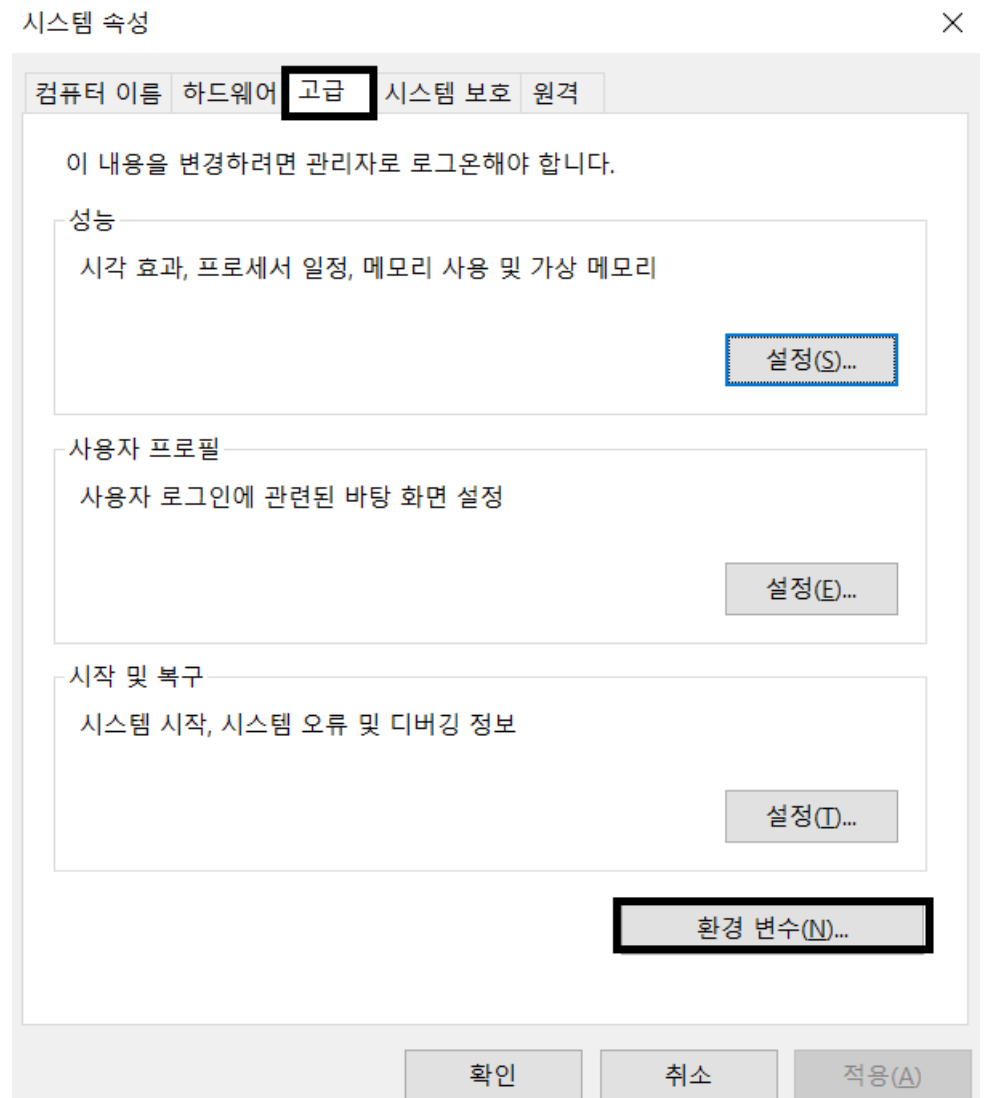 시스템 속성
컴퓨터 이름 하드웨어 고급 시스템 보호 원격
이 내용을 변경하려면 관리자로 로그온해야 합니다.
성능
시각 효과, 프로세서 일정, 메모리 사용 및 가상 메모리
설정(S)...
사용자 프로필
사용자 로그인에 관련된 바탕 화면 설정
설정(E)...
시작 및 복구
시스템 시작, 시스템 오류 및 디버깅 정보
설정(T)...
환경 변수(N)...
확인 취소 적용(A)